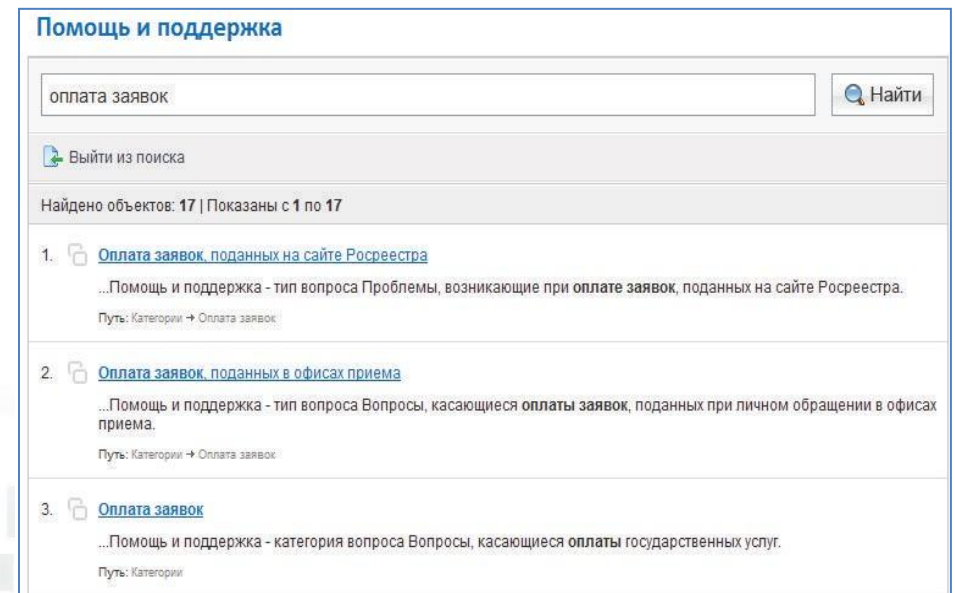 Помощь и поддержка
оплата заявок
Найти
Выйти из поиска
Найдено объектов: 17 | Показаны с 1 по 17
1. Оплата заявок, поданных на сайте Росреестра
...Помощь и поддержка - тип вопроса Проблемы, возникающие при оплате заявок, поданных на сайте Росреестра.
Путь: Категории → Оплата заявок
2. Оплата заявок, поданных в офисах приема
...Помощь и поддержка - тип вопроса Вопросы, касающиеся оплаты заявок, поданных при личном обращении в офисах
приема.
Путь: Категории → Оплата заявок
3. Оплата заявок
...Помощь и поддержка - категория вопроса Вопросы, касающиеся оплаты государственных услуг.
Путь: Категории